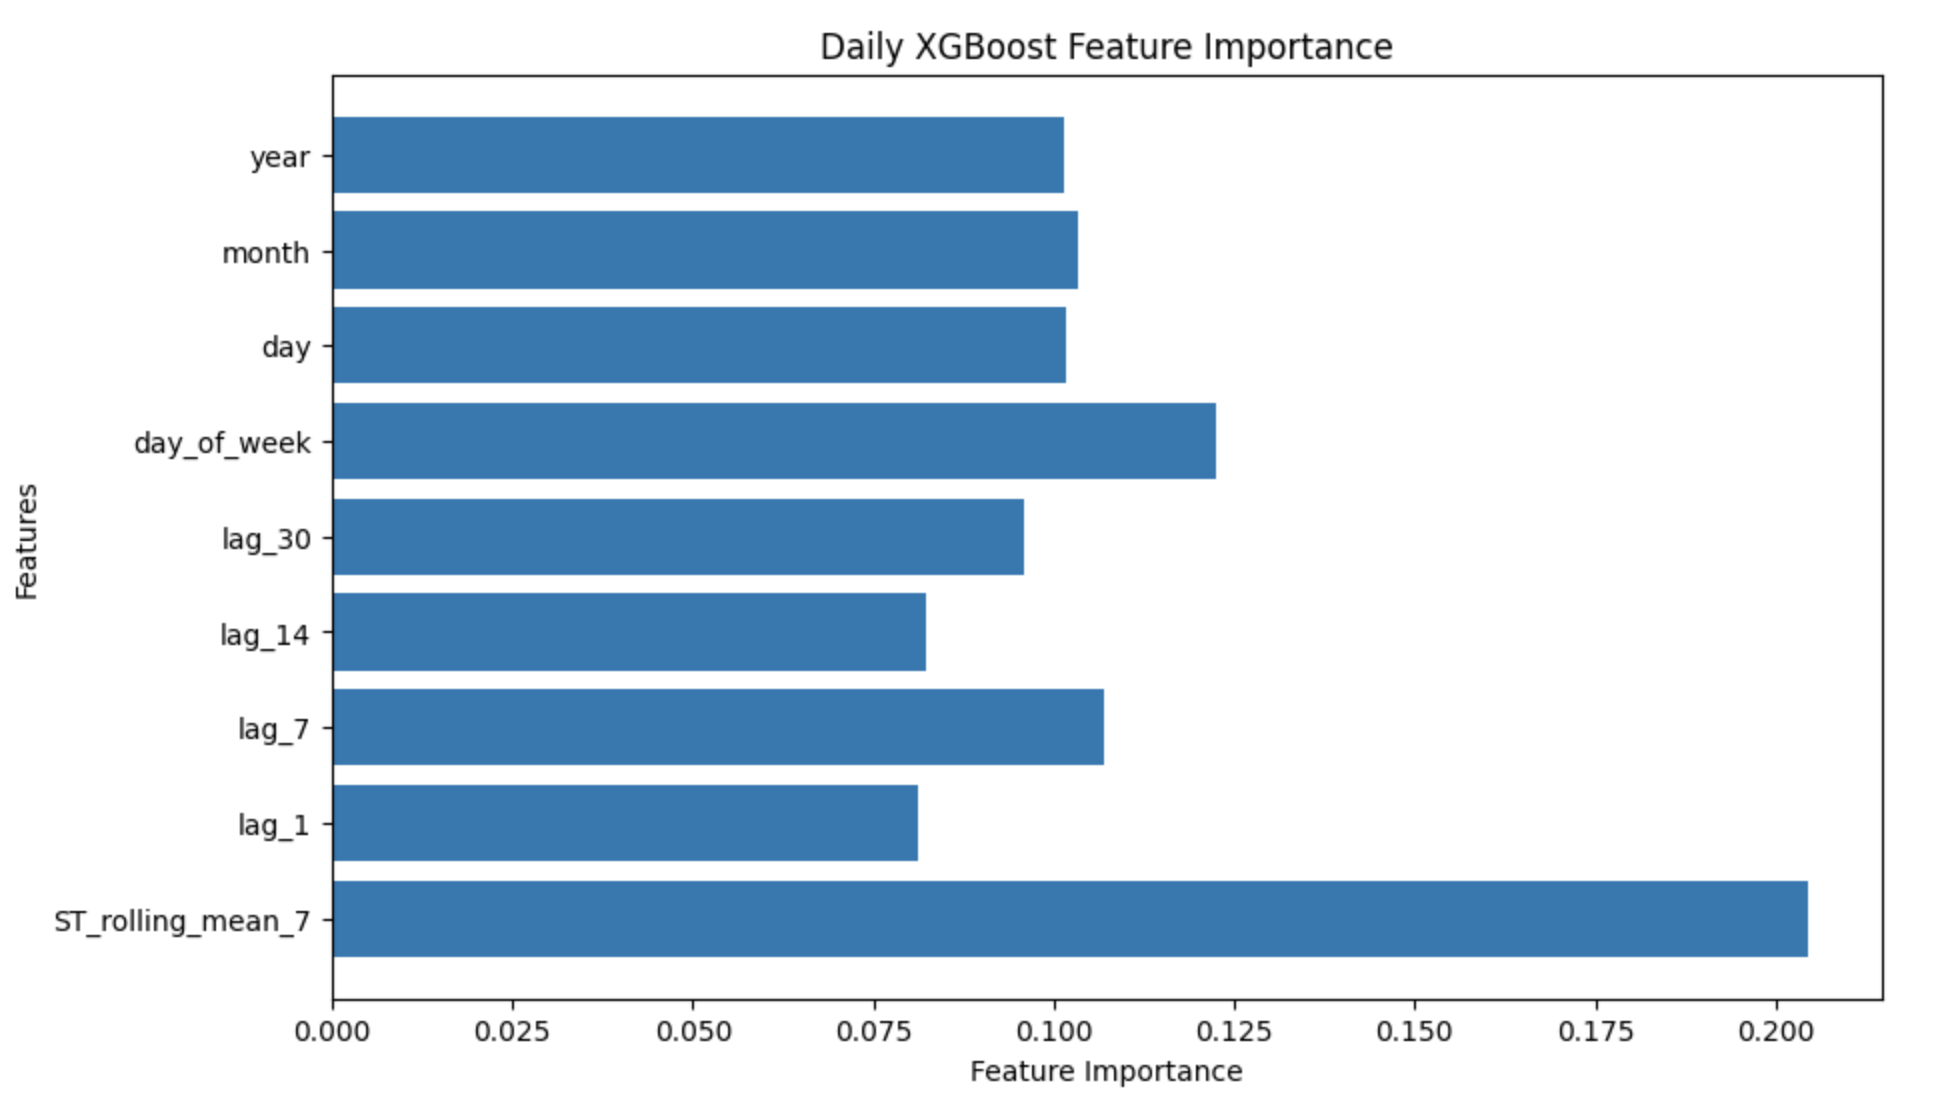 Daily XGBoost Feature Importance
Features
year
month
day
day_of_week
lag_30
lag_14
lag_7
lag_1
ST_rolling_mean_7
0.000 0.025 0.050 0.075 0.100 0.125 0.150 0.175 0.200
Feature Importance